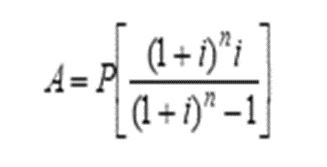 A = P[(1+i)^n i / (1+i)^n − 1]